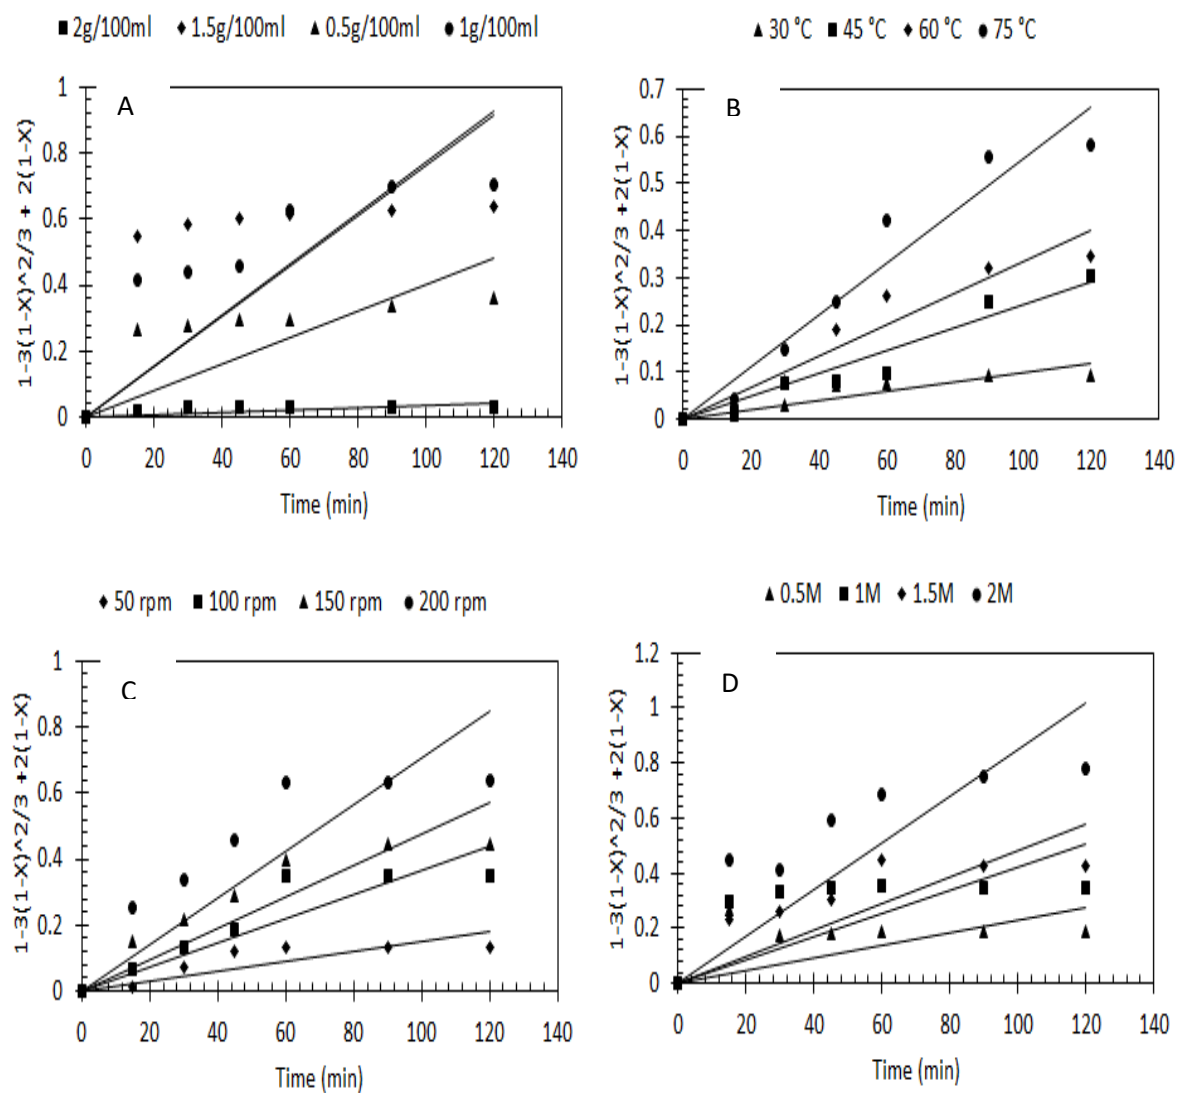 2g/100ml 1.5g/100ml 0.5g/100ml 1g/100ml
A
1-3(1-X)^2/3 + 2(1-X)
1
0.8
0.6
0.4
0.2
0
0 20 40 60 80 100 120 140
Time (min)
30 °C 45 °C 60 °C 75 °C
B
1-3(1-X)^2/3 +2(1-X)
0.7
0.6
0.5
0.4
0.3
0.2
0.1
0
0 20 40 60 80 100 120 140
Time (min)
50 rpm 100 rpm 150 rpm 200 rpm
C
1-3(1-X)^2/3 +2(1-X)
1
0.8
0.6
0.4
0.2
0
0 20 40 60 80 100 120 140
Time (min)
0.5M 1M 1.5M 2M
D
1-3(1-X)^2/3 +2(1-X)
1.2
1
0.8
0.6
0.4
0.2
0
0 20 40 60 80 100 120 140
Time (min)